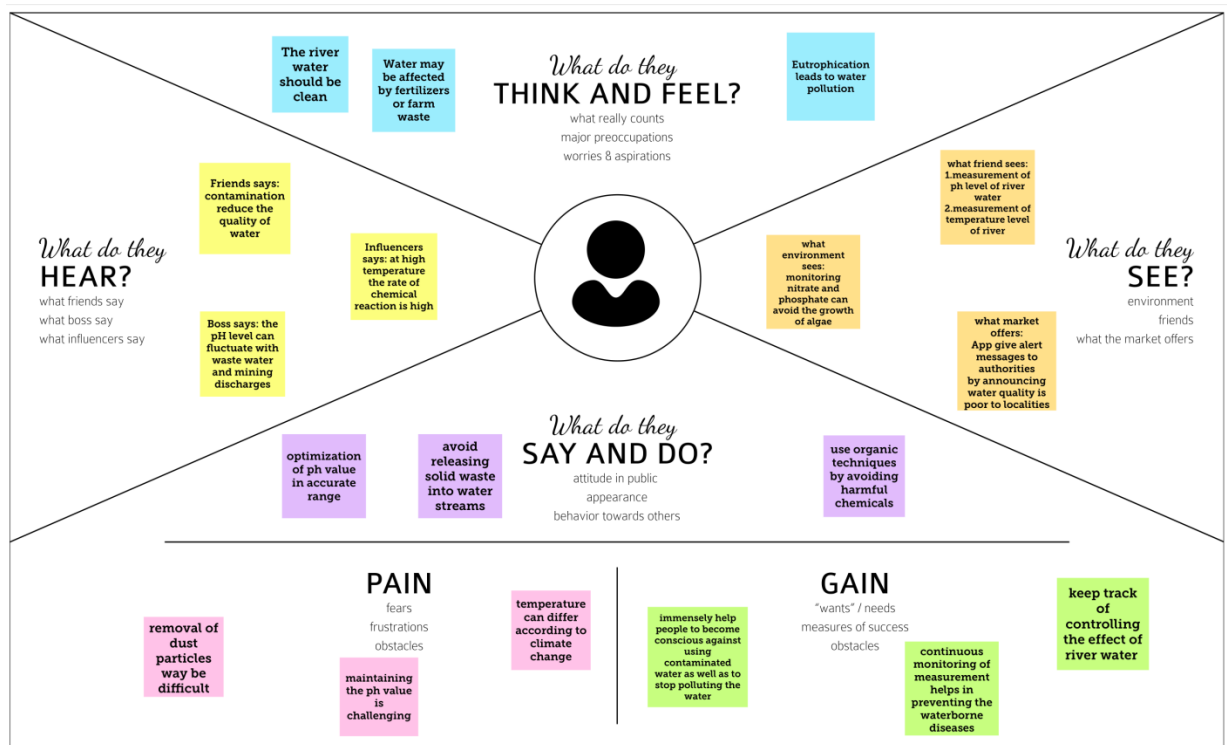 The river
water
should be
clean
Water may
be affected
by fertilizers
or farm
waste
What do they
THINK AND FEEL?
what really counts
major preoccupations
worries & aspirations
Eutrophication
leads to water
pollution
Friends says:
contamination
reduce the
quality of
water
What do they
HEAR?
what friends say
what boss say
what influencers say
Influencers
says: at high
temperature
the rate of
chemical
reaction is high
Boss says: the
pH level can
fluctuate with
waste water
and mining
discharges
what friend sees:
1.measurement of
ph level of river
water
2.measurement of
temperature level
of river
what
environment
sees:
monitoring
nitrate and
phosphate can
avoid the growth
of algae
What do they
SEE?
environment
friends
what the market offers
what market
offers:
App give alert
messages to
authorities
by announcing
water quality is
poor to localities
What do they
SAY AND DO?
attitude in public
appearance
behavior towards others
optimization
of ph value
in accurate
range
avoid
releasing
solid waste
into water
streams
use organic
techniques
by avoiding
harmful
chemicals
PAIN
fears
frustrations
obstacles
removal of
dust
particles
way be
difficult
maintaining
the ph value
is
challenging
temperature
can differ
according to
climate
change
GAIN
"wants" / needs
measures of success
obstacles
immensely help
people to become
conscious against
using
contaminated
water as well as to
stop polluting the
water
continuous
monitoring of
measurement
helps in
preventing the
waterborne
diseases
keep track
of
controlling
the effect of
river water